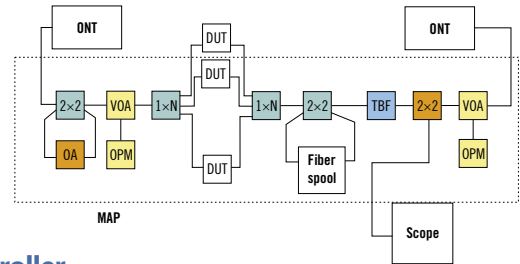 ONT
ONT
DUT
DUT
2×2
VOA
1×N
1×N
2×2
TBF
2×2
VOA
OA
OPM
DUT
Fiber
spool
OPM
MAP
Scope
roller